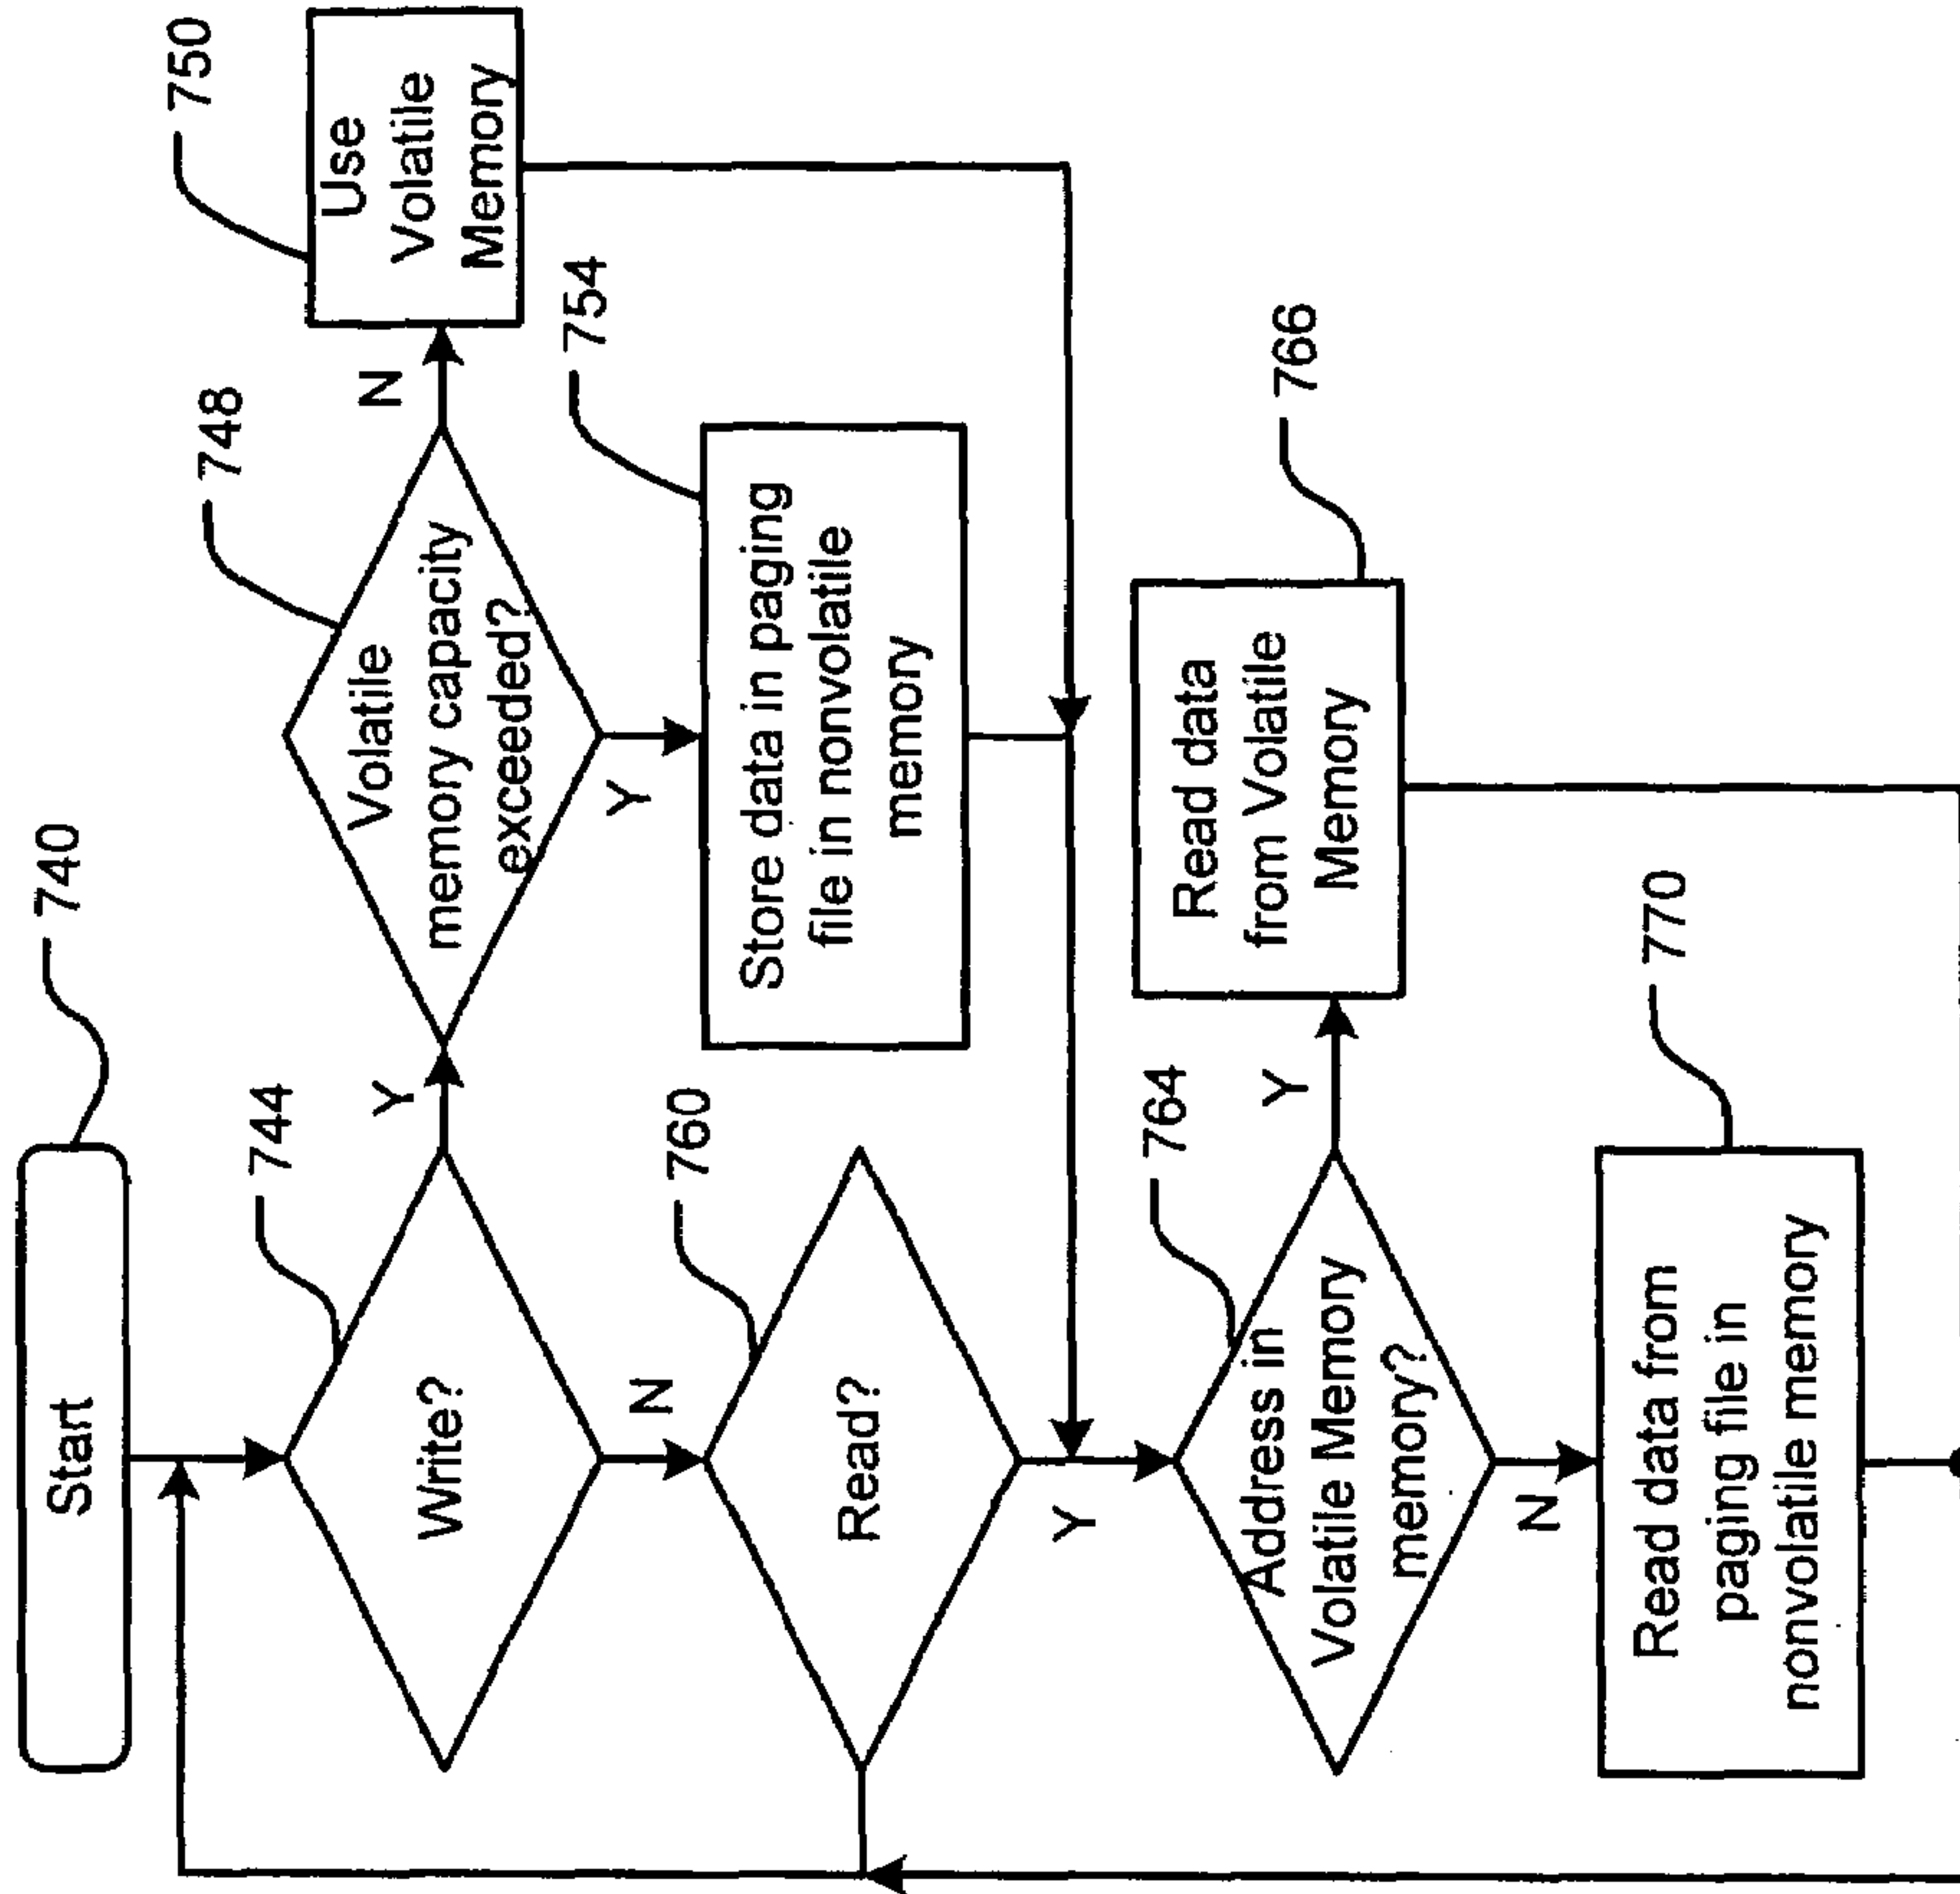 Start
740
Write?
744
Y
Volatile
memory capacity
exceeded?
748
N
Use
Volatile
Memory
750
Y
Store data in paging
file in nonvolatile
memory
754
N
Read?
760
Y
Address in
Volatile Memory
memory?
764
Y
Read data
from Volatile
Memory
766
N
Read data from
paging file in
nonvolatile memory
770